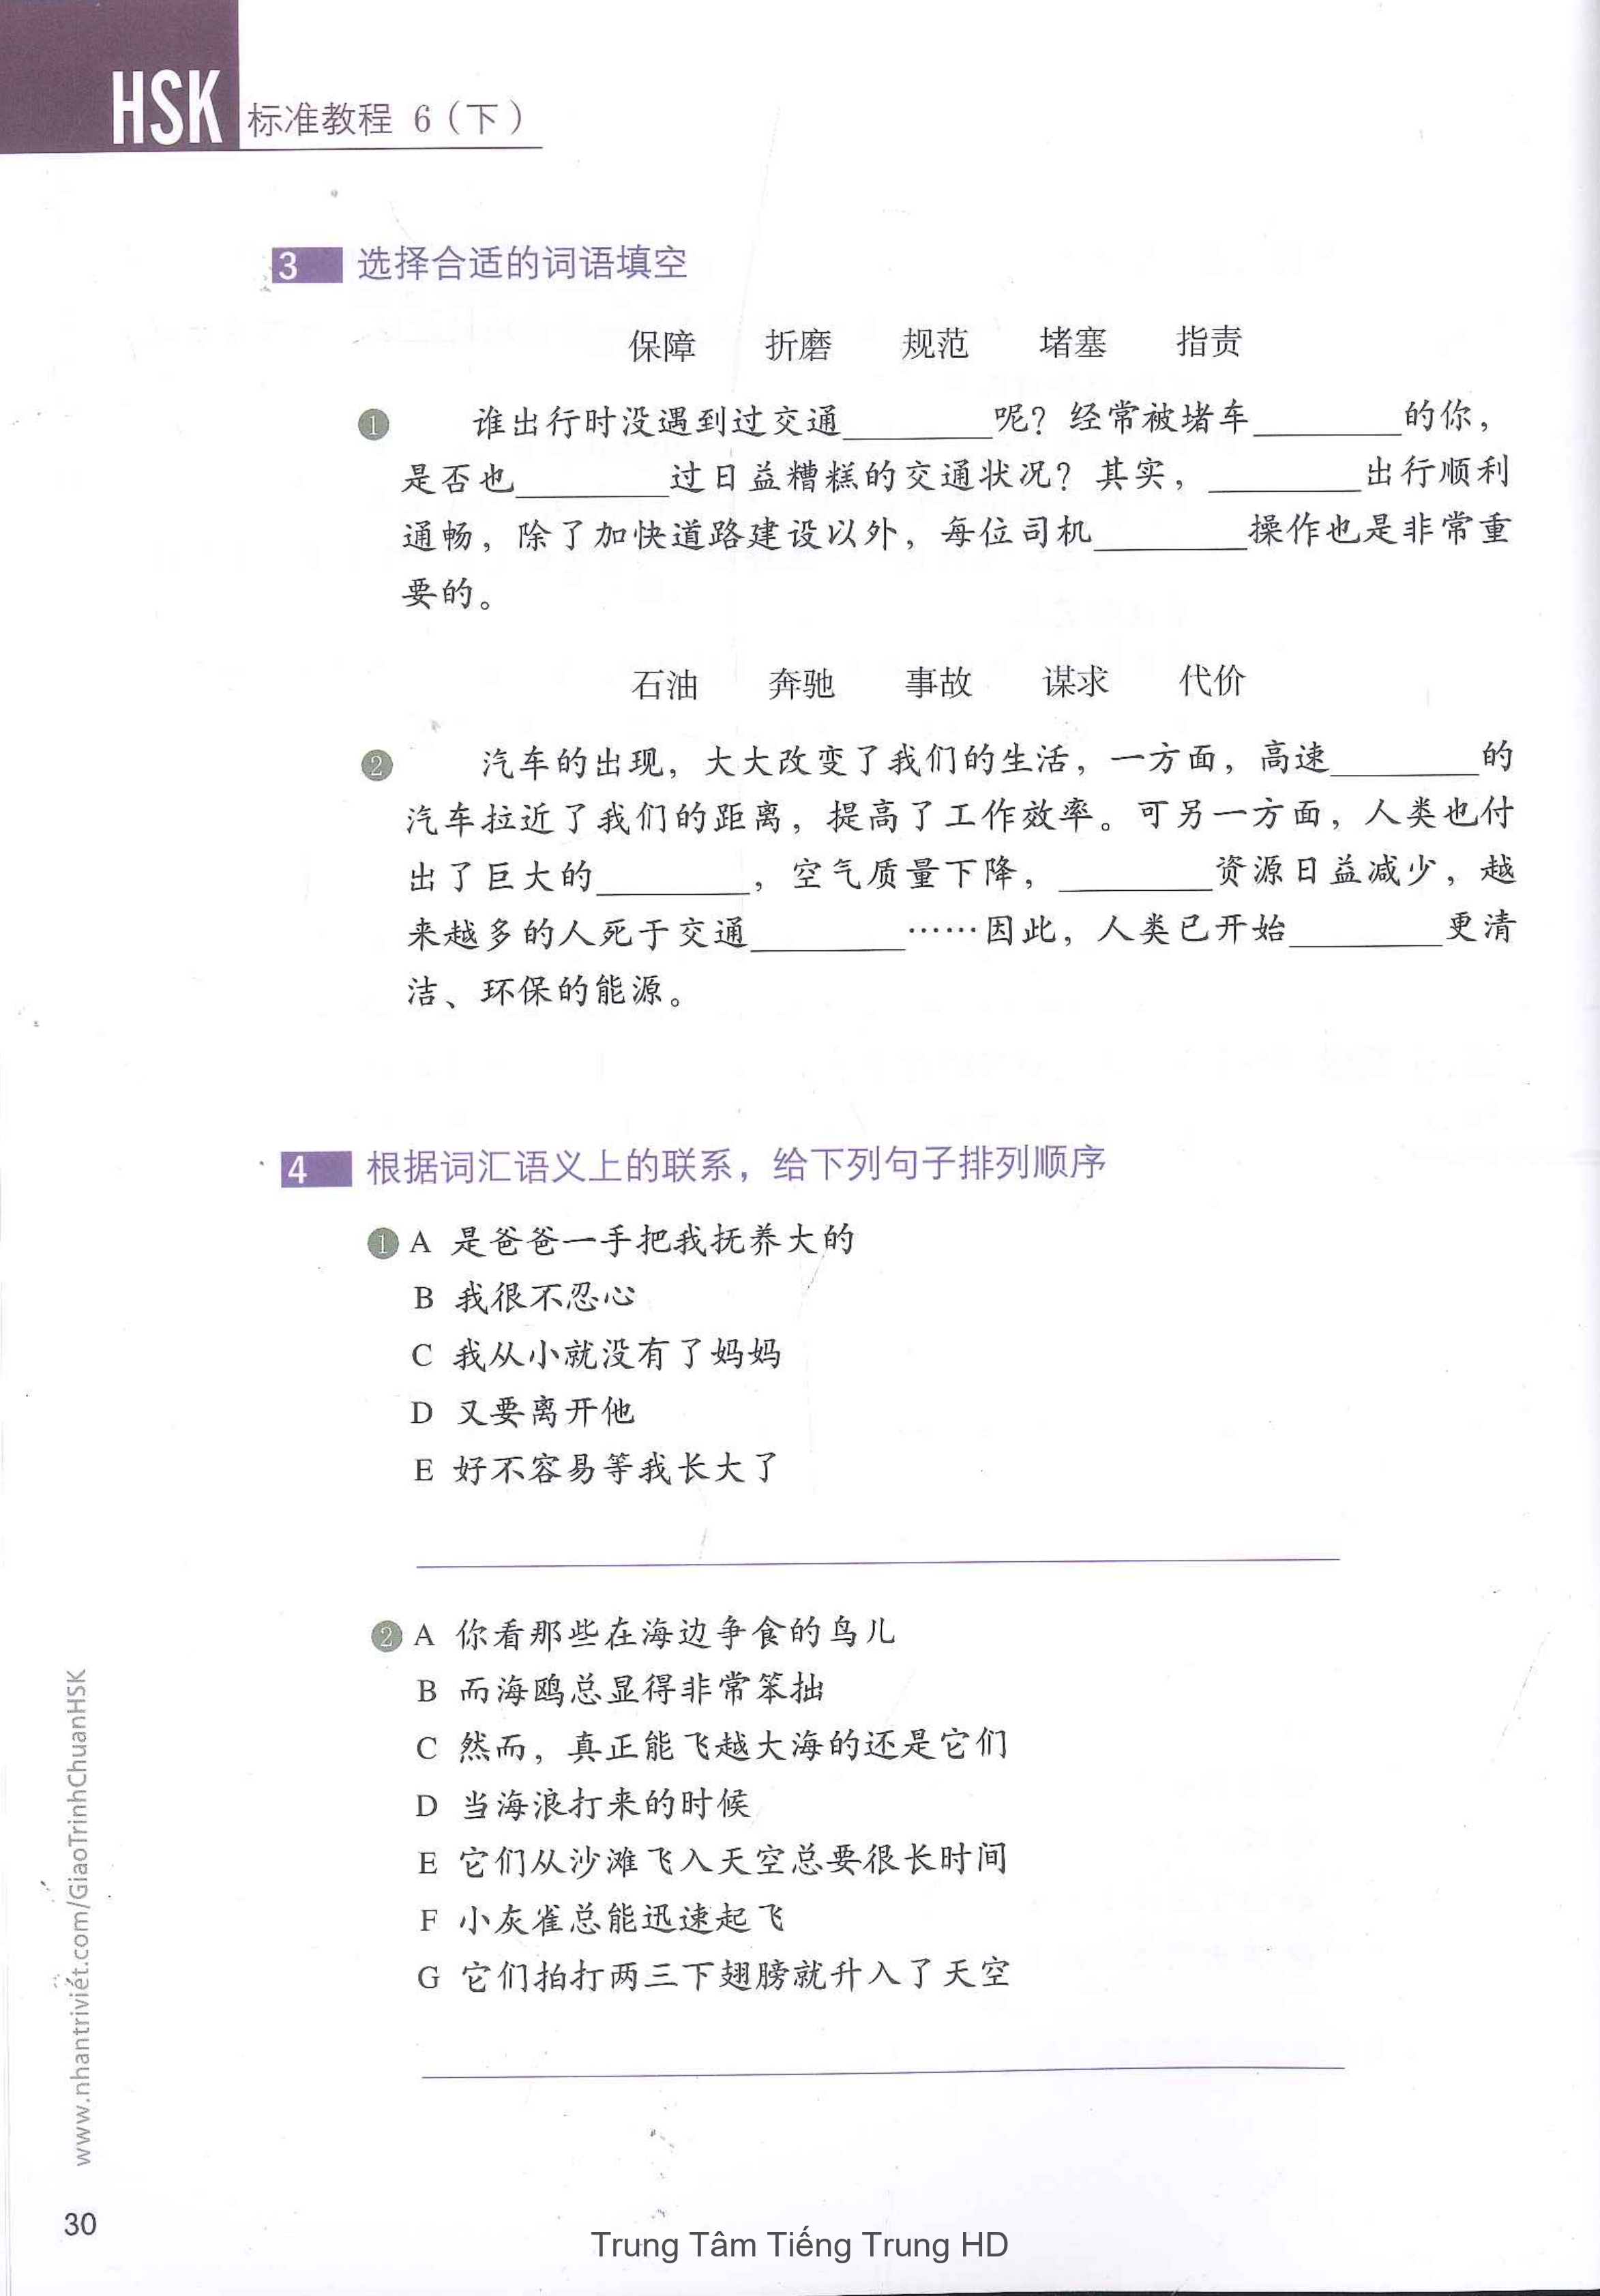 HSK 标准教程 6（下）
3 选择合适的词语填空
保障 折磨 规范 堵塞 指责
1 谁出行时没遇到过交通________呢？经常被堵车________的你，
是否也________过日益糟糕的交通状况？其实，________出行顺利
通畅，除了加快道路建设以外，每位司机________操作也是非常重
要的。
石油 奔驰 事故 谋求 代价
2 汽车的出现，大大改变了我们的生活，一方面，高速________的
汽车拉近了我们的距离，提高了工作效率。可另一方面，人类也付
出了巨大的________，空气质量下降，________资源日益减少，越
来越多的人死于交通________……因此，人类已开始________更清
洁、环保的能源。
4 根据词汇语义上的联系，给下列句子排列顺序
1 A 是爸爸一手把我抚养大的
B 我很不忍心
C 我从小就没有了妈妈
D 又要离开他
E 好不容易等我长大了
2 A 你看那些在海边争食的鸟儿
B 而海鸥总显得非常笨拙
C 然而，真正能飞越大海的还是它们
D 当海浪打来的时候
E 它们从沙滩飞入天空总要很长时间
F 小灰雀总能迅速起飞
G 它们拍打两三下翅膀就升入了天空
www.nhantriviet.com/GiaoTrinhChuanHSK
30
Trung Tâm Tiếng Trung HD